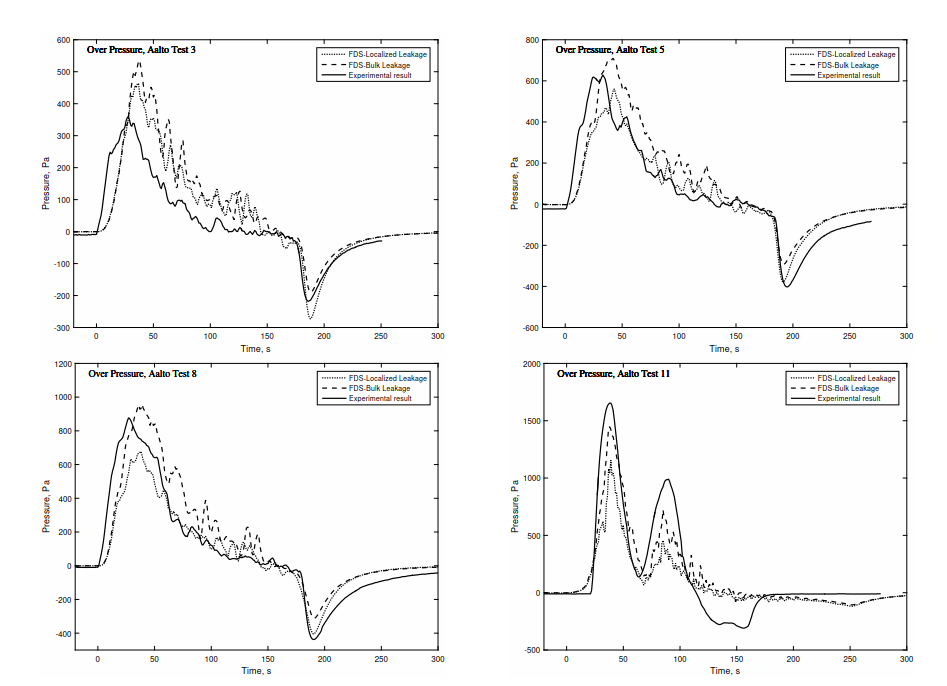 Over Pressure, Aalto Test 3
FDS-Localized Leakage
FDS-Bulk Leakage
Experimental result
600
500
400
300
200
100
0
-100
-200
-300
Pressure, Pa
0
50
100
150
200
250
300
Time, s
Over Pressure, Aalto Test 5
FDS-Localized Leakage
FDS-Bulk Leakage
Experimental result
800
600
400
200
0
-200
-400
-600
Pressure, Pa
0
50
100
150
200
250
300
Time, s
Over Pressure, Aalto Test 8
FDS-Localized Leakage
FDS-Bulk Leakage
Experimental result
1200
1000
800
600
400
200
0
-200
-400
Pressure, Pa
0
50
100
150
200
250
300
Time, s
Over Pressure, Aalto Test 11
FDS-Localized Leakage
FDS-Bulk Leakage
Experimental result
2000
1500
1000
500
0
-500
Pressure, Pa
0
50
100
150
200
250
300
Time, s